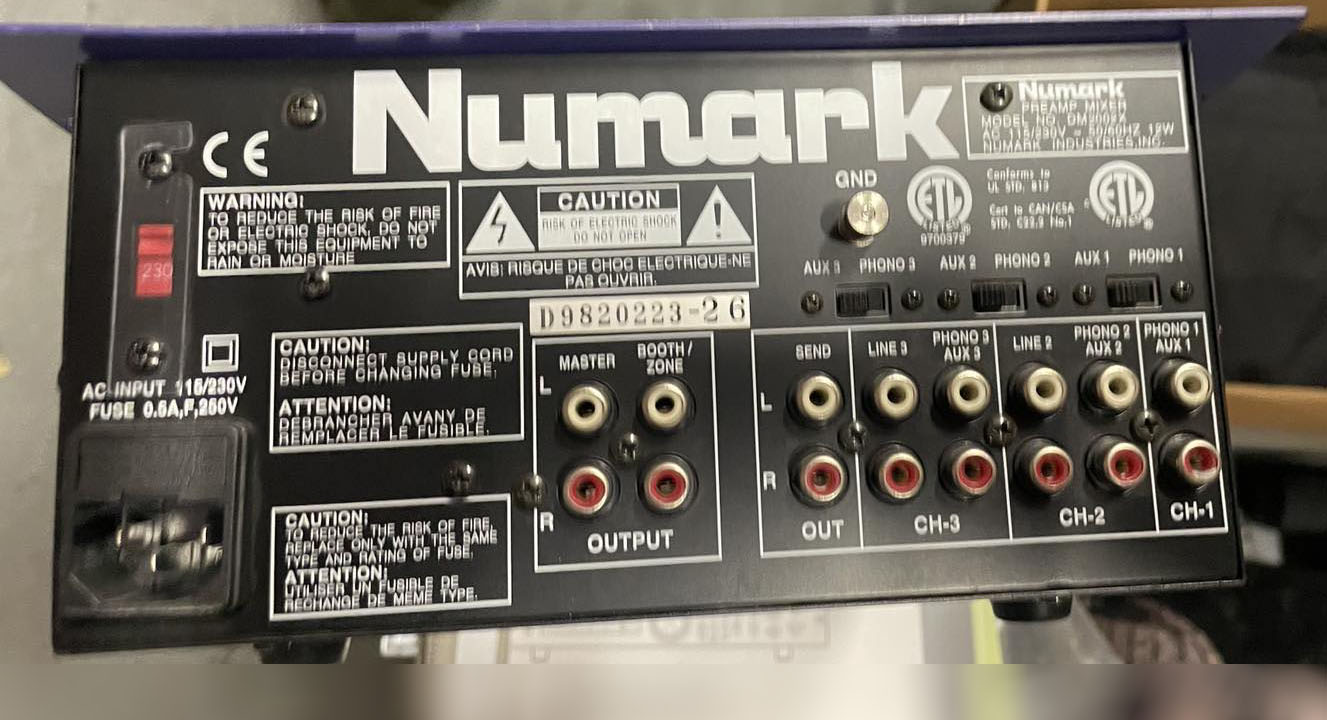 Numark
Numark
PREAMP MIXER
MODEL NO. DM2002X
AC 115/230V ~ 50/60HZ 12W
NUMARK INDUSTRIES,INC.
CE
WARNING:
TO REDUCE THE RISK OF FIRE
OR ELECTRIC SHOCK, DO NOT
EXPOSE THIS EQUIPMENT TO
RAIN OR MOISTURE
CAUTION
RISK OF ELECTRIC SHOCK
DO NOT OPEN
AVIS: RISQUE DE CHOC ELECTRIQUE-NE
PAS OUVRIR.
GND
ETL
LISTED
9700379
Conforms to
UL STD. 813
Cert to CAN/CSA
STD. C22.2 No.1
C
ETL
LISTED
230
AUX 3 PHONO 3 AUX 2 PHONO 2 AUX 1 PHONO 1
D9820223-26
AC-INPUT 115/230V
FUSE 0.5A,F,250V
CAUTION:
DISCONNECT SUPPLY CORD
BEFORE CHANGING FUSE.
ATTENTION:
DEBRANCHER AVANY DE
REMPLACER LE FUSIBLE.
CAUTION:
TO REDUCE THE RISK OF FIRE,
REPLACE ONLY WITH THE SAME
TYPE AND RATING OF FUSE.
ATTENTION:
UTILISER UN FUSIBLE DE
RECHANGE DE MEME TYPE.
MASTER
BOOTH/
ZONE
L
R
OUTPUT
SEND
LINE 3
PHONO 3
AUX 3
LINE 2
PHONO 2
AUX 2
PHONO 1
AUX 1
L
R
OUT
CH-3
CH-2
CH-1